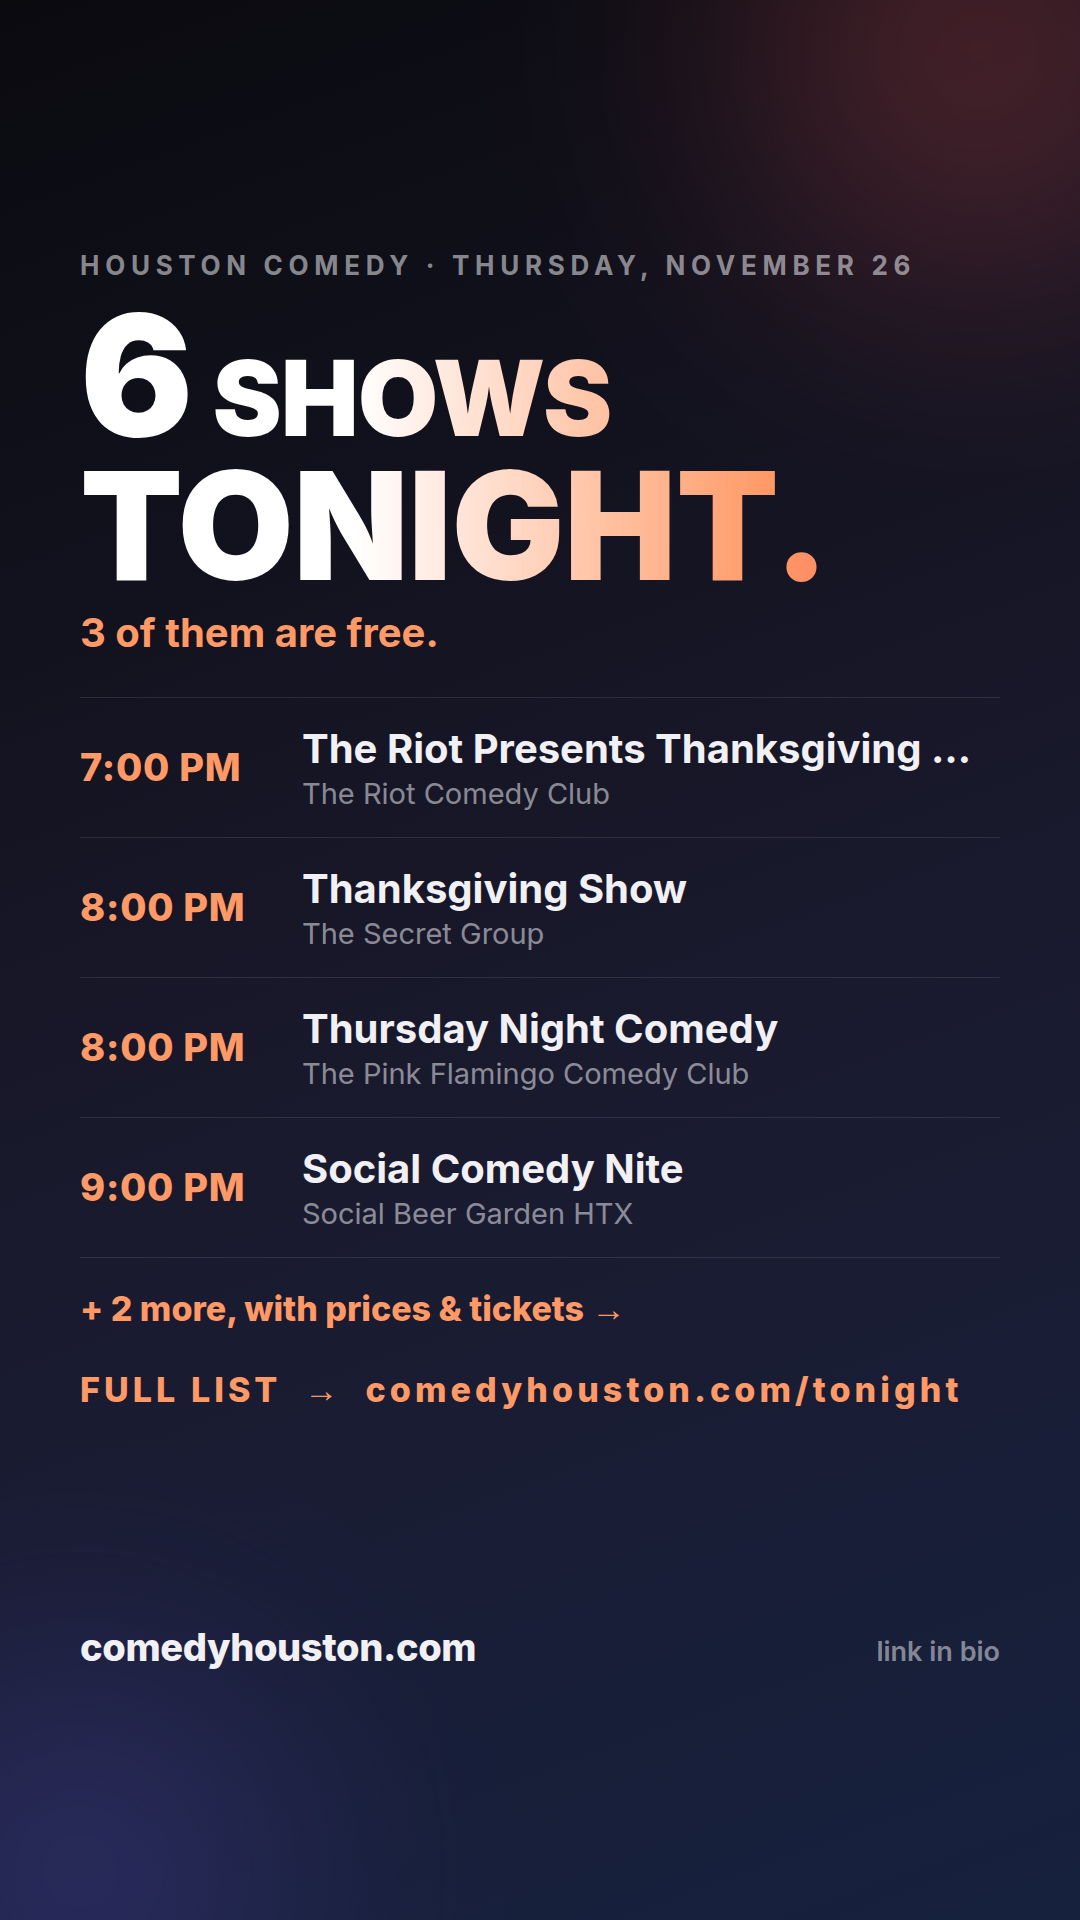 HOUSTON COMEDY · THURSDAY, NOVEMBER 26
6 SHOWS
TONIGHT.
3 of them are free.
7:00 PM
The Riot Presents Thanksgiving ...
The Riot Comedy Club
8:00 PM
Thanksgiving Show
The Secret Group
8:00 PM
Thursday Night Comedy
The Pink Flamingo Comedy Club
9:00 PM
Social Comedy Nite
Social Beer Garden HTX
+ 2 more, with prices & tickets →
FULL LIST → comedyhouston.com/tonight
comedyhouston.com
link in bio